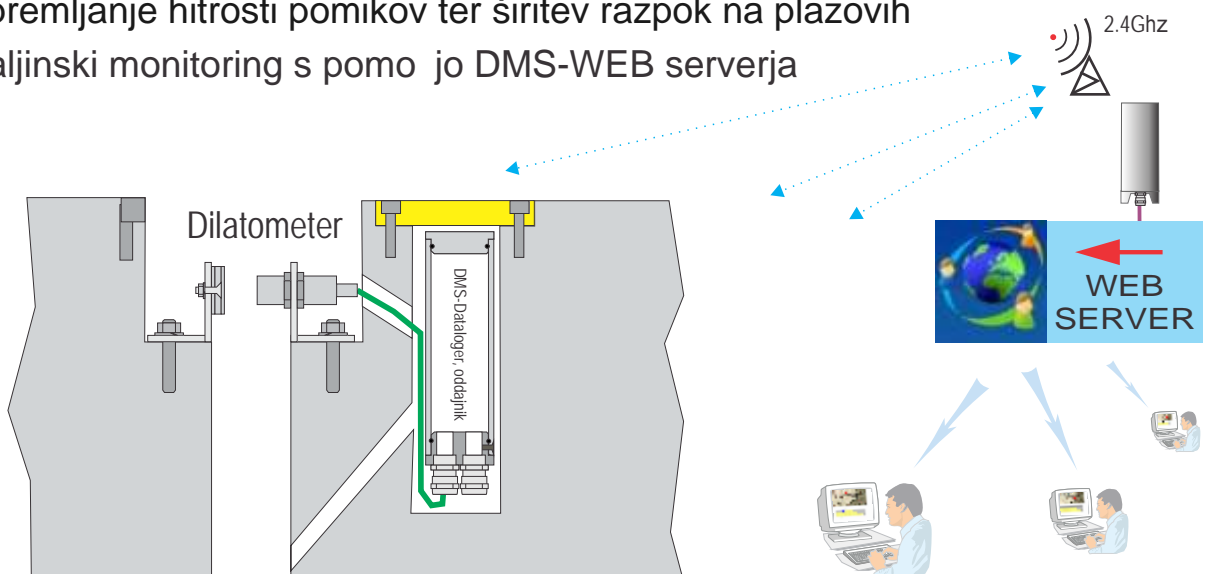 premljanje hitrosti pomikov ter širitev razpok na plazovih
aljinski monitoring s pomo jo DMS-WEB serverja
2.4Ghz
Dilatometer
DMS-Dataloger, oddajnik
WEB
SERVER